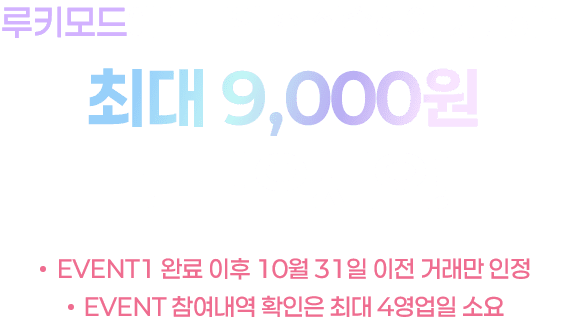 루키모드
최대 9,000원
• EVENT1 완료 이후 10월 31일 이전 거래만 인정
• EVENT 참여내역 확인은 최대 4영업일 소요